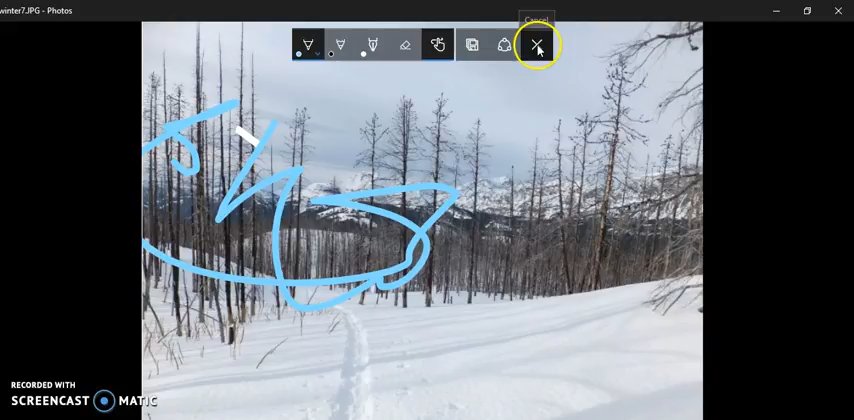 winter7.JPG - Photos
Cancel
RECORDED WITH
SCREENCAST MATIC